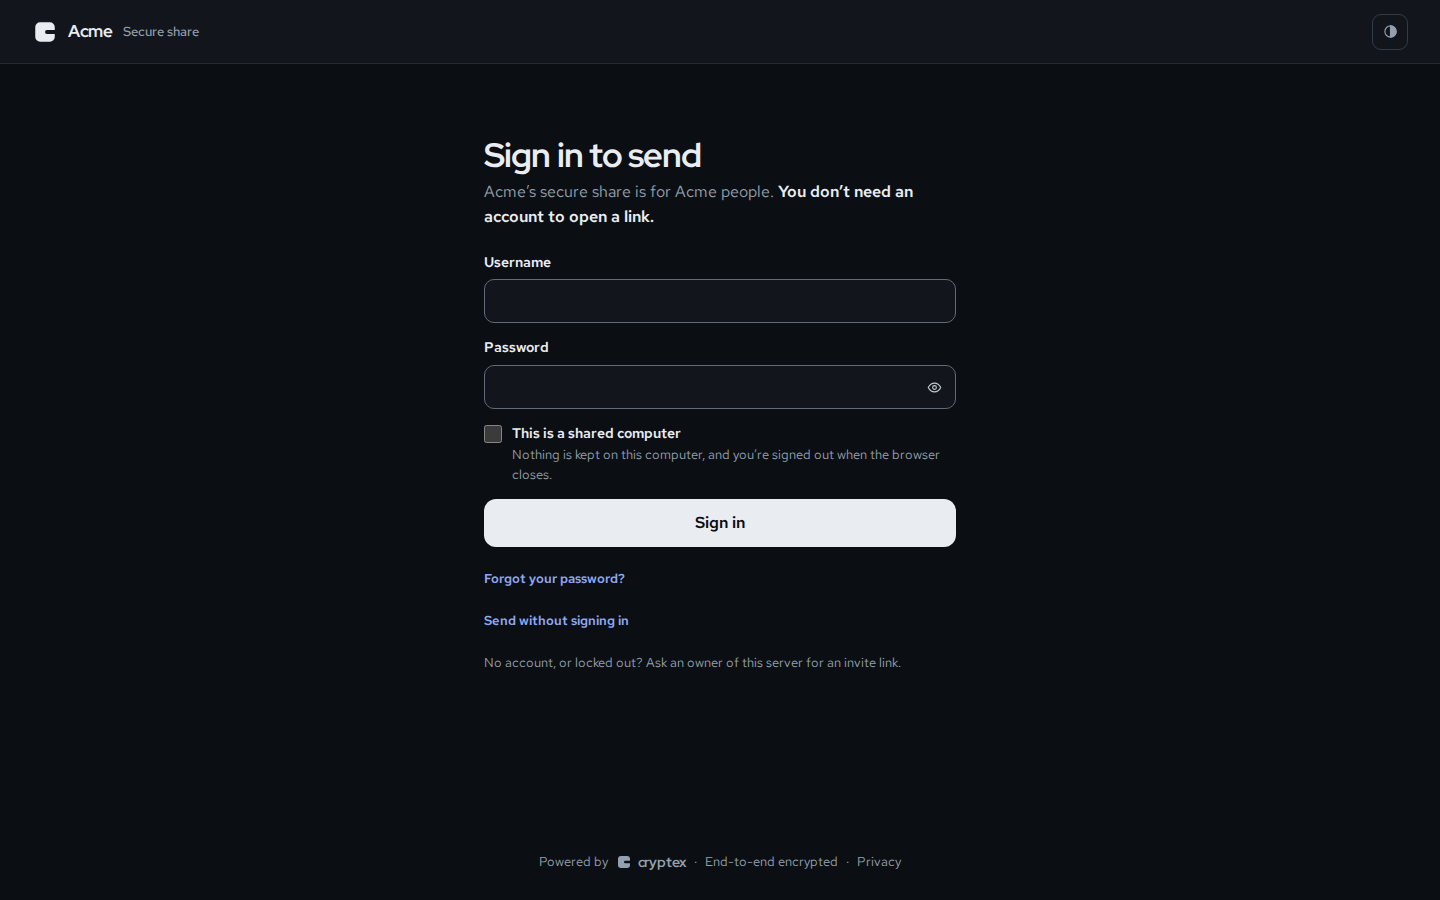 Acme Secure share
Sign in to send
Acme’s secure share is for Acme people. You don’t need an
account to open a link.
Username
Password
This is a shared computer
Nothing is kept on this computer, and you’re signed out when the browser
closes.
Sign in
Forgot your password?
Send without signing in
No account, or locked out? Ask an owner of this server for an invite link.
Powered by cryptex · End-to-end encrypted · Privacy